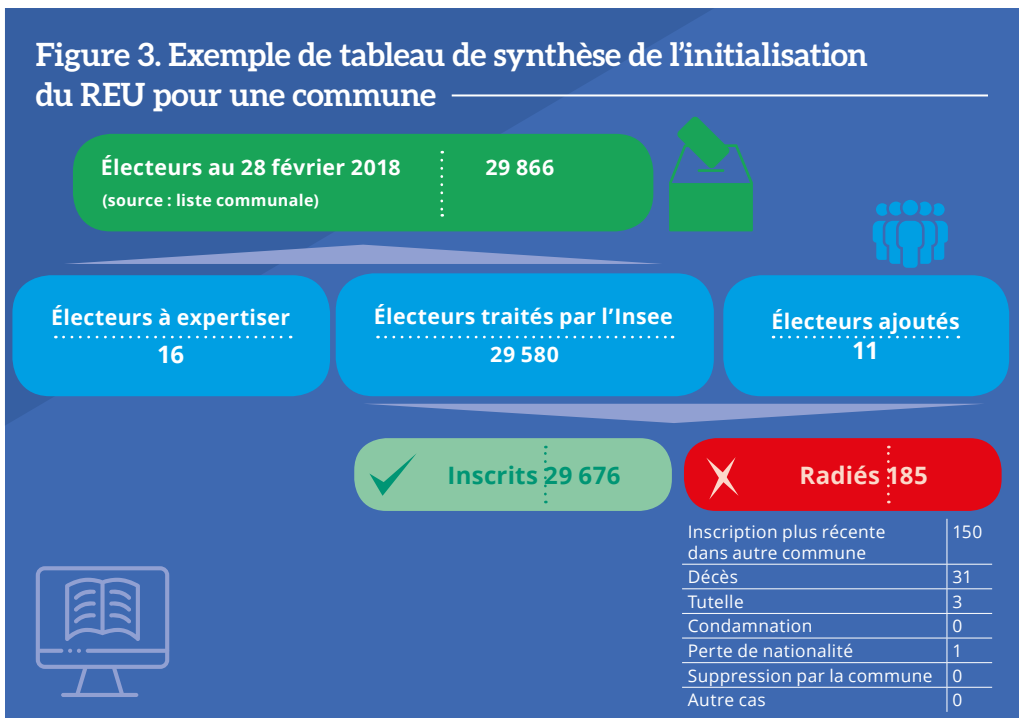 Figure 3. Exemple de tableau de synthèse de l’initialisation
du REU pour une commune
Électeurs au 28 février 2018 29 866
(source : liste communale)
Électeurs à expertiser
16
Électeurs traités par l’Insee
29 580
Électeurs ajoutés
11
Inscrits 29 676
Radiés 185
Inscription plus récente 150
dans autre commune
Décès 31
Tutelle 3
Condamnation 0
Perte de nationalité 1
Suppression par la commune 0
Autre cas 0